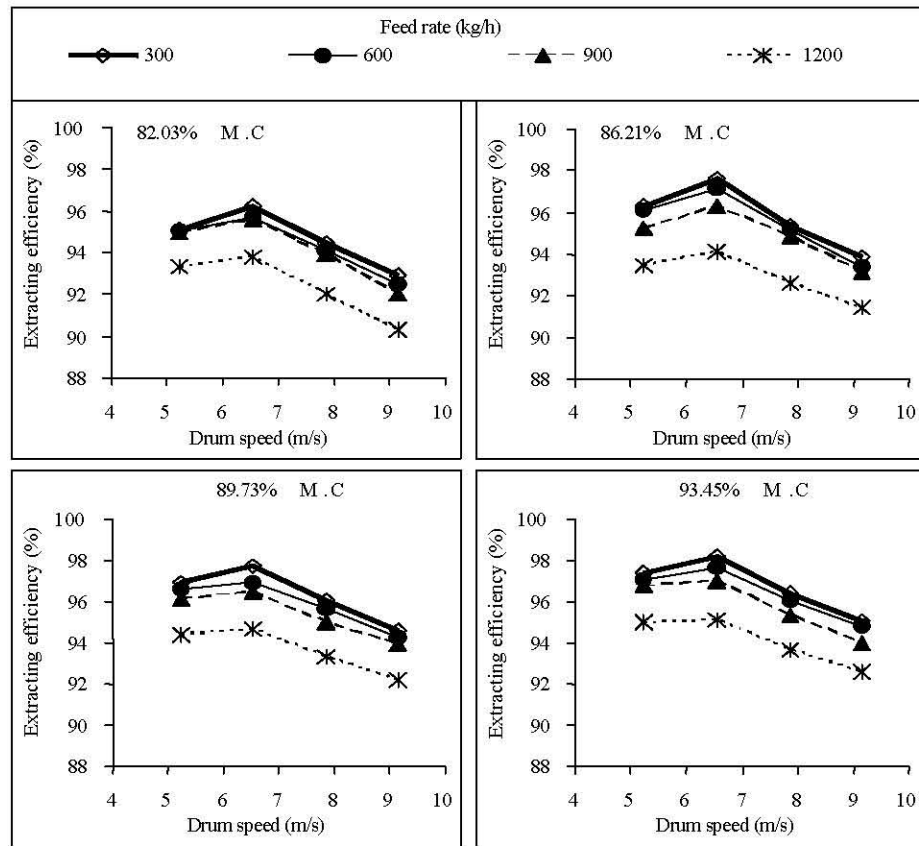 Feed rate (kg/h)
300 600 900 1200
82.03% M .C
Extracting efficiency (%)
100
98
96
94
92
90
88
4 5 6 7 8 9 10
Drum speed (m/s)
86.21% M .C
Extracting efficiency (%)
100
98
96
94
92
90
88
4 5 6 7 8 9 10
Drum speed (m/s)
89.73% M .C
Extracting efficiency (%)
100
98
96
94
92
90
88
4 5 6 7 8 9 10
Drum speed (m/s)
93.45% M .C
Extracting efficiency (%)
100
98
96
94
92
90
88
4 5 6 7 8 9 10
Drum speed (m/s)